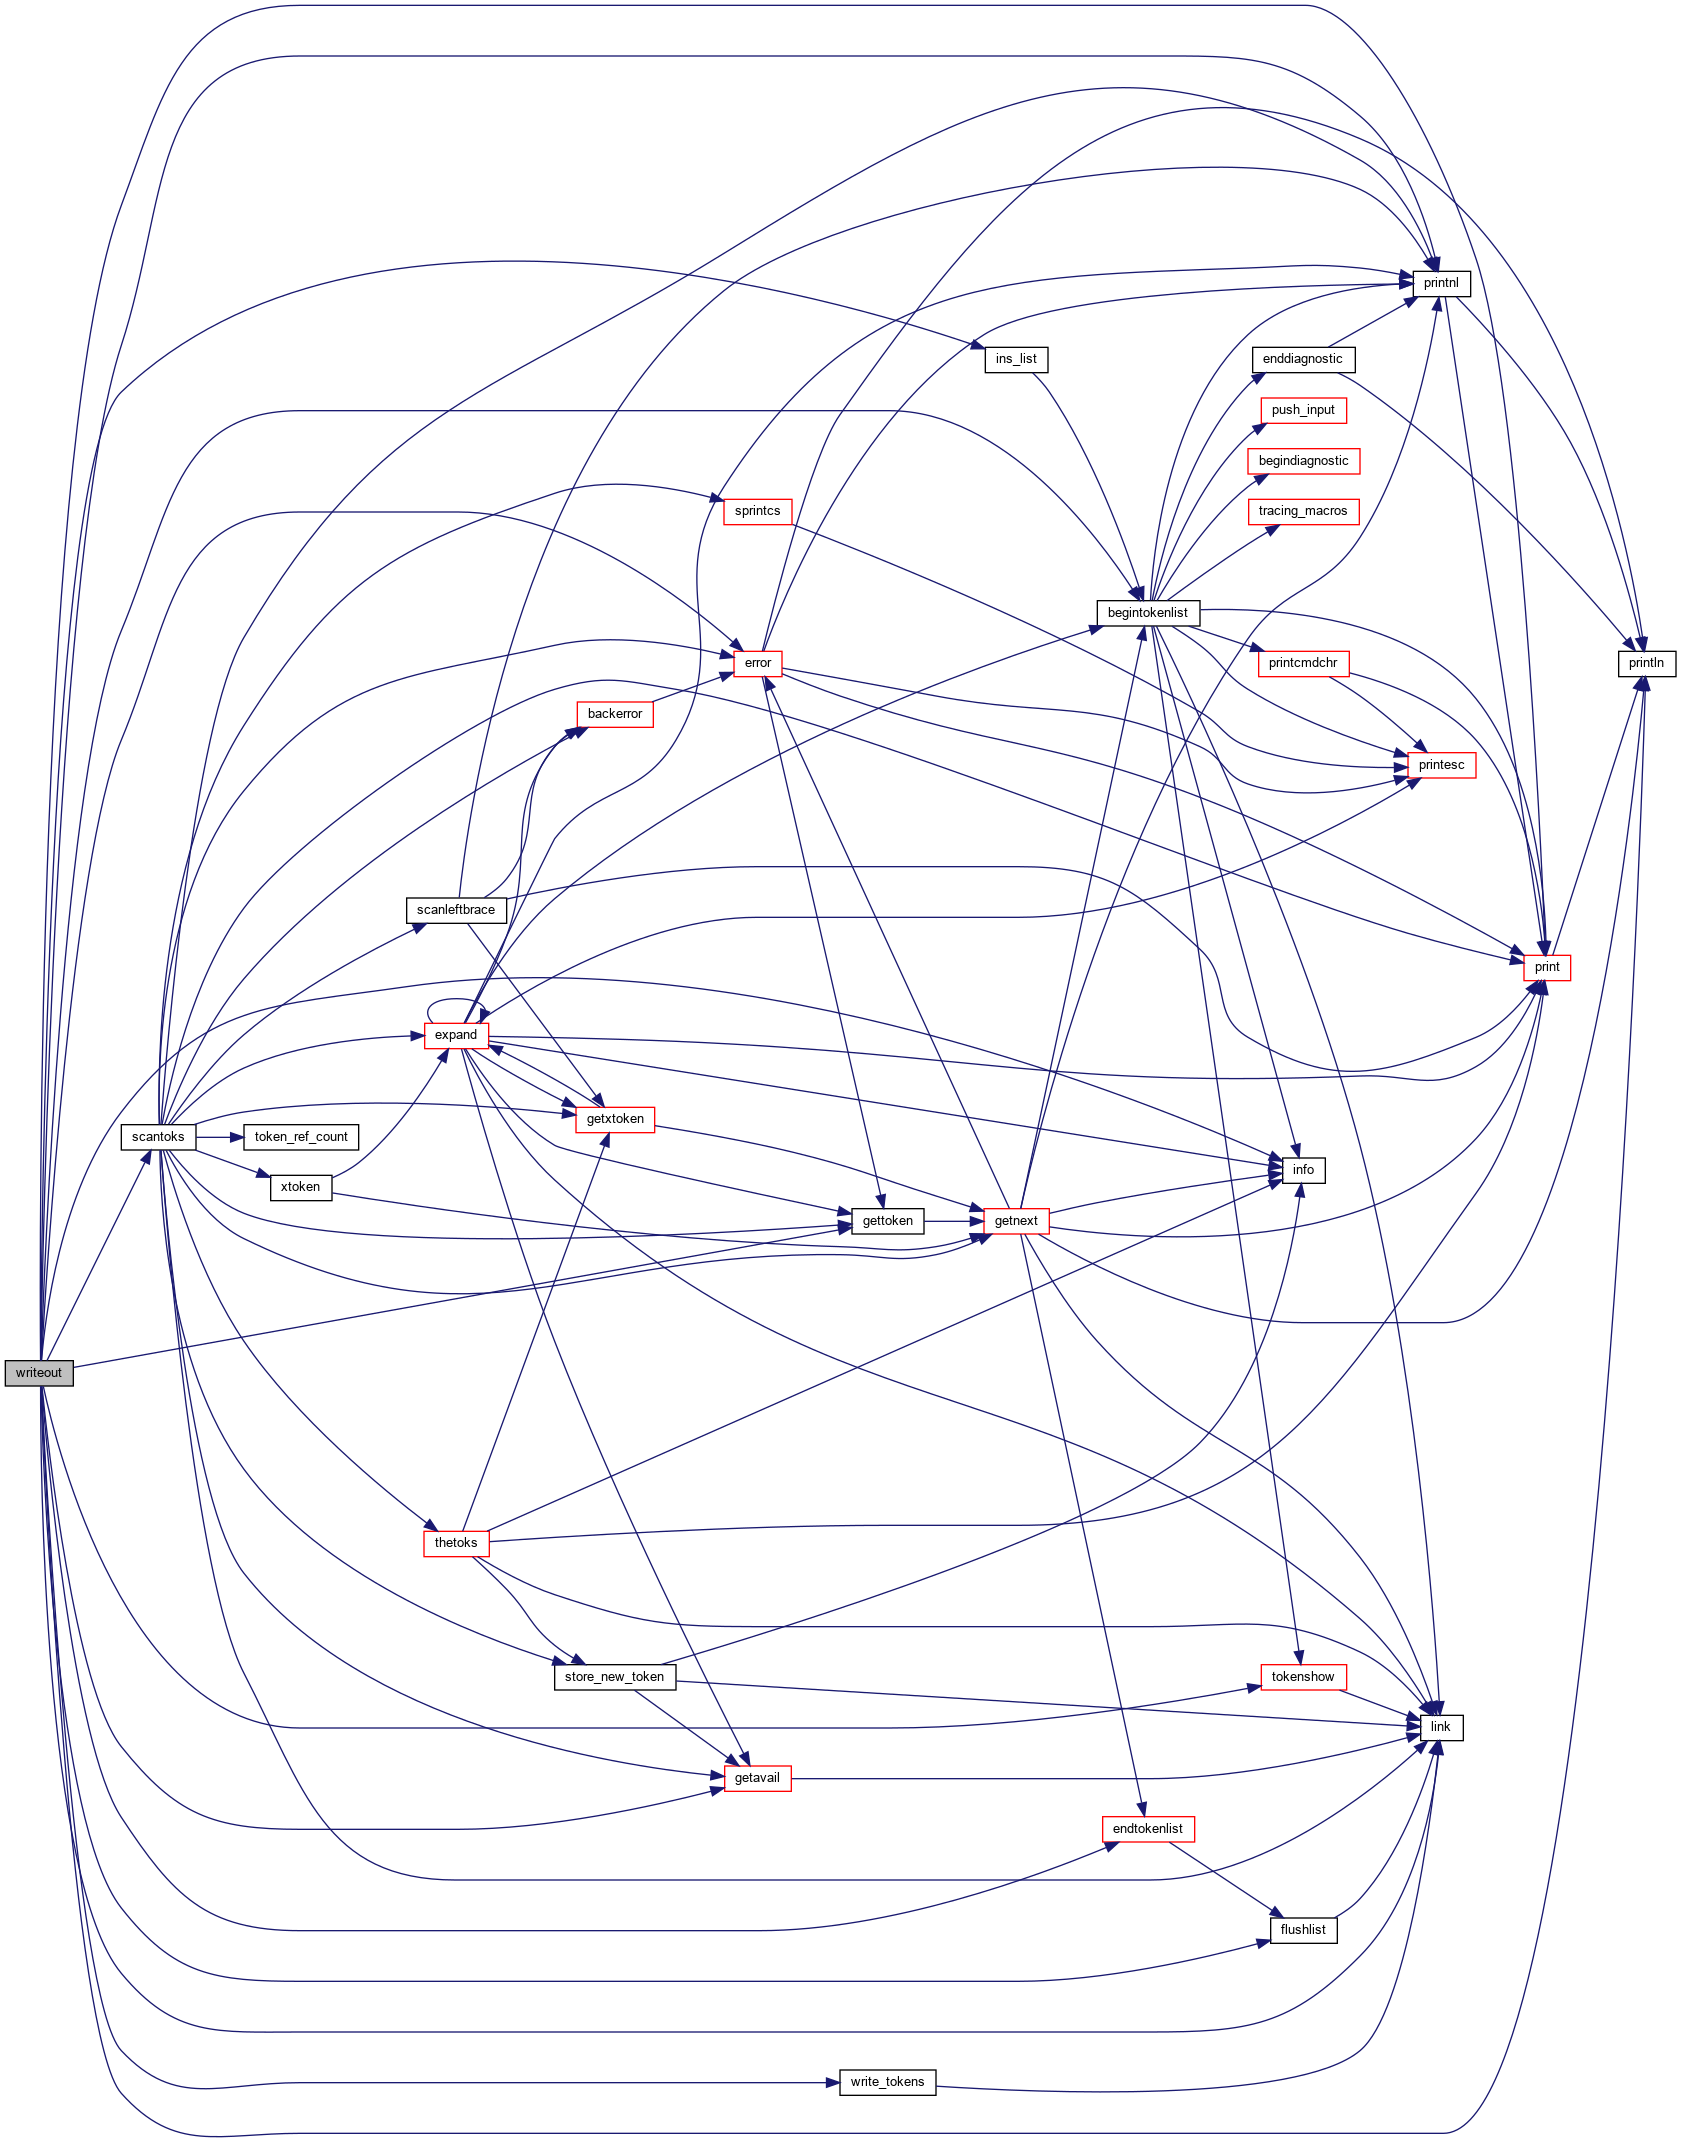 printnl
ins_list
enddiagnostic
push_input
begindiagnostic
sprintcs
tracing_macros
begintokenlist
error
printcmdchr
println
backerror
printesc
scanleftbrace
print
expand
getxtoken
scantoks
token_ref_count
info
xtoken
gettoken
getnext
writeout
thetoks
store_new_token
tokenshow
link
getavail
endtokenlist
flushlist
write_tokens